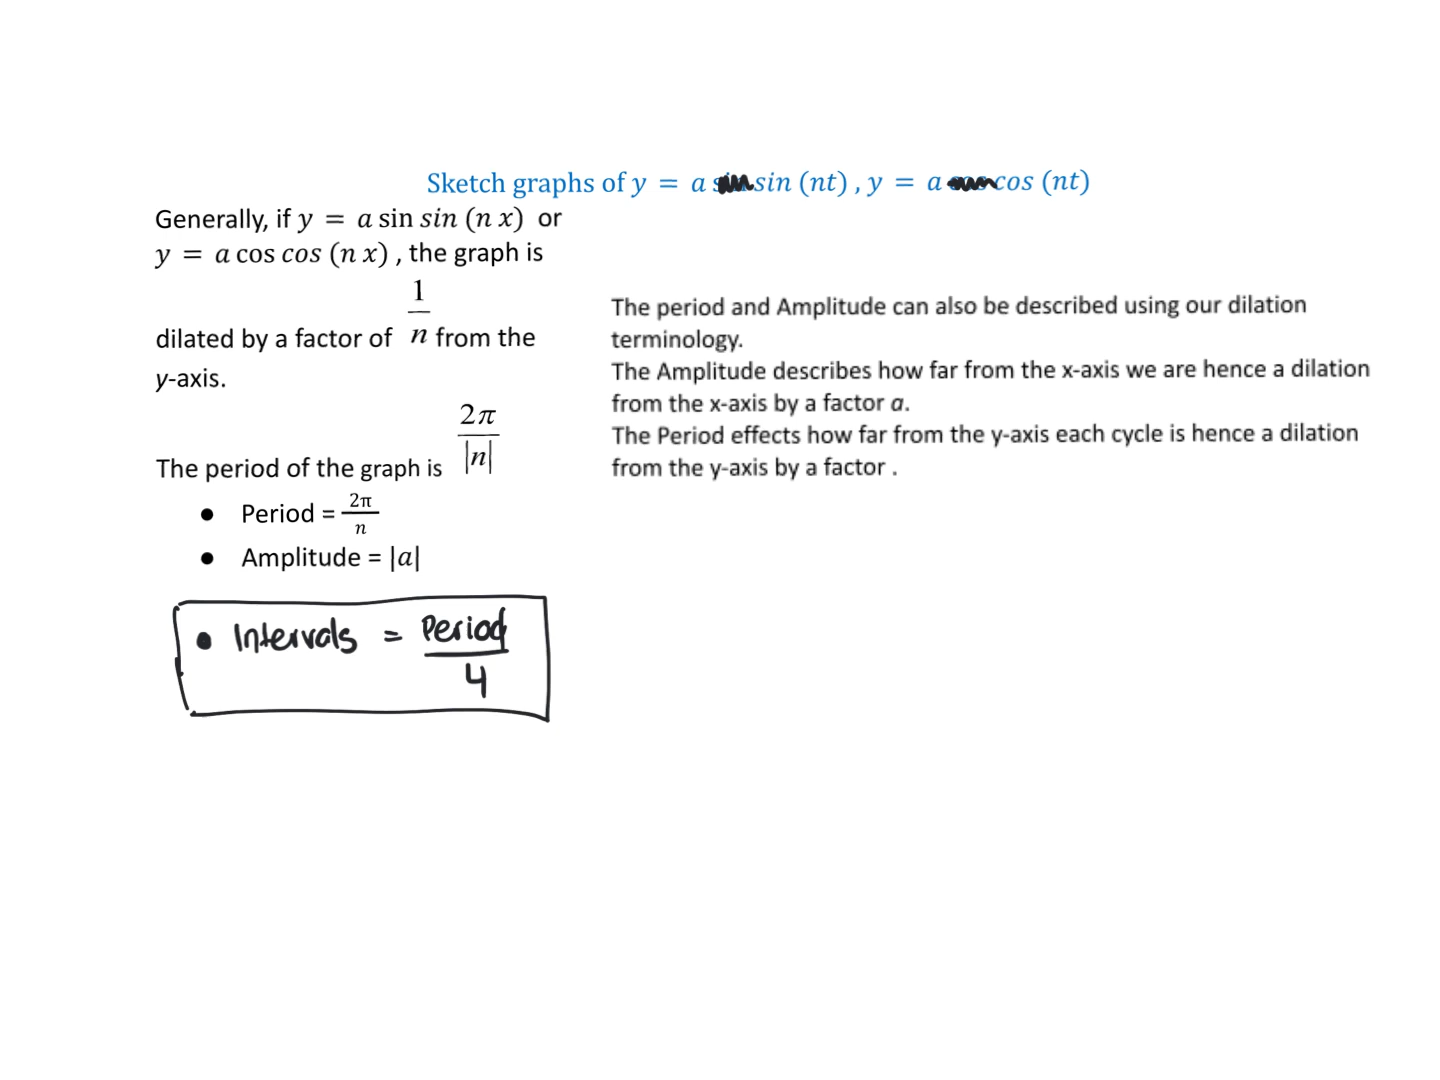 Sketch graphs of y = a sin (nt) , y = a cos (nt)
Generally, if y = a sin sin (n x) or
y = a cos cos (n x) , the graph is
dilated by a factor of 1/n from the
y-axis.
The period of the graph is 2π/|n|
● Period = 2π/n
● Amplitude = |a|
• Intervals = Period/4
The period and Amplitude can also be described using our dilation
terminology.
The Amplitude describes how far from the x-axis we are hence a dilation
from the x-axis by a factor a.
The Period effects how far from the y-axis each cycle is hence a dilation
from the y-axis by a factor .